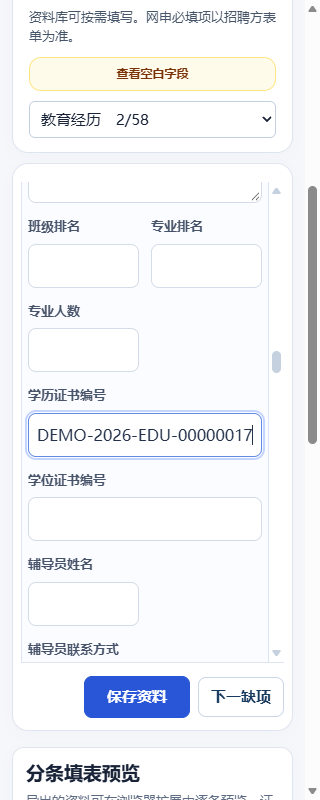 资料库可按需填写。网申必填项以招聘方表
单为准。
查看空白字段
教育经历 2/58
班级排名 专业排名
专业人数
学历证书编号
DEMO-2026-EDU-00000017
学位证书编号
辅导员姓名
辅导员联系方式
保存资料 下一缺项
分条填表预览